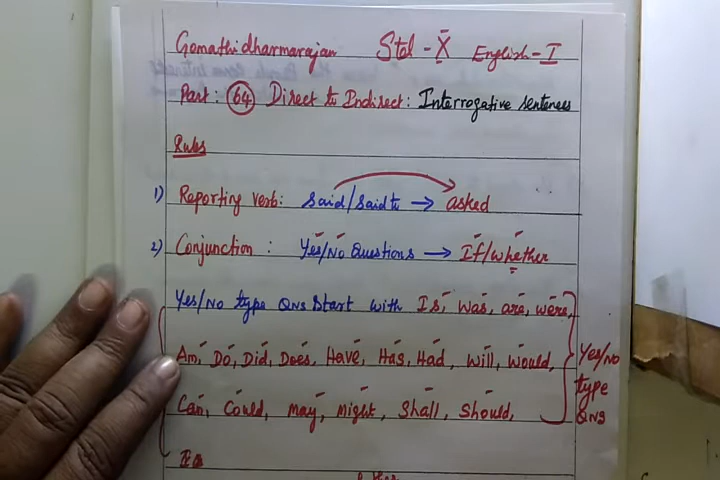 Gomathidharmarajan Std - X English - I
Part: 64 Direct to Indirect: Interrogative sentences
Rules
1) Reporting verb: said/said to → asked
2) Conjunction: Yes/No Questions → If/whether
Yes/No type Qns Start with Is, was, are, were,
Am, Do, Did, Does, Have, Has, Had, will, would,
Can, Could, may, might, shall, should,
Yes/No
type
Qns